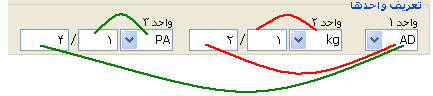 تعریف واحدها
واحد ۱ واحد ۲ واحد ۳
AD kg ۱ / ۲ PA ۱ / ۴